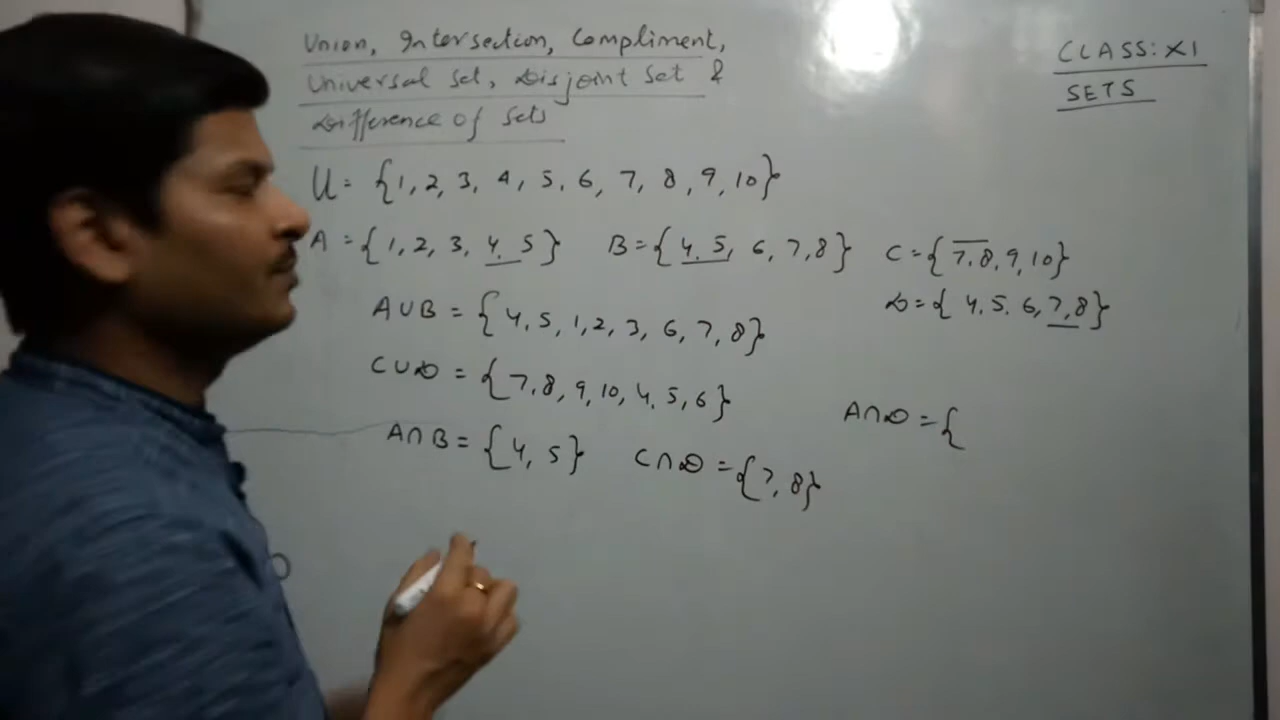 Union, Intersection, Compliment,
Universal Set, Disjoint Set &
Difference of Sets
CLASS: XI
SETS
U = {1, 2, 3, 4, 5, 6, 7, 8, 9, 10}
A = {1, 2, 3, 4, 5} B = {4, 5, 6, 7, 8} C = {7, 8, 9, 10}
D = {4, 5, 6, 7, 8}
A∪B = {4, 5, 1, 2, 3, 6, 7, 8}
C∪D = {7, 8, 9, 10, 4, 5, 6}
A∩B = {4, 5} C∩D = {7, 8} A∩D = {